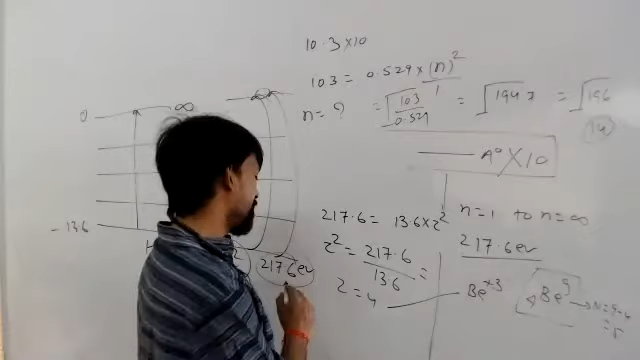 10.3×10
103 = 0.529 × (n)²/1
n = ? = √103/0.529 = √194.7 = √196
14
A° × 10
0
∞
-13.6
217.6 ev
217.6 = 13.6×z²
z² = 217.6/13.6 =
z = 4
n=1 to n=∞
217.6 ev
Be⁺³
Be⁹